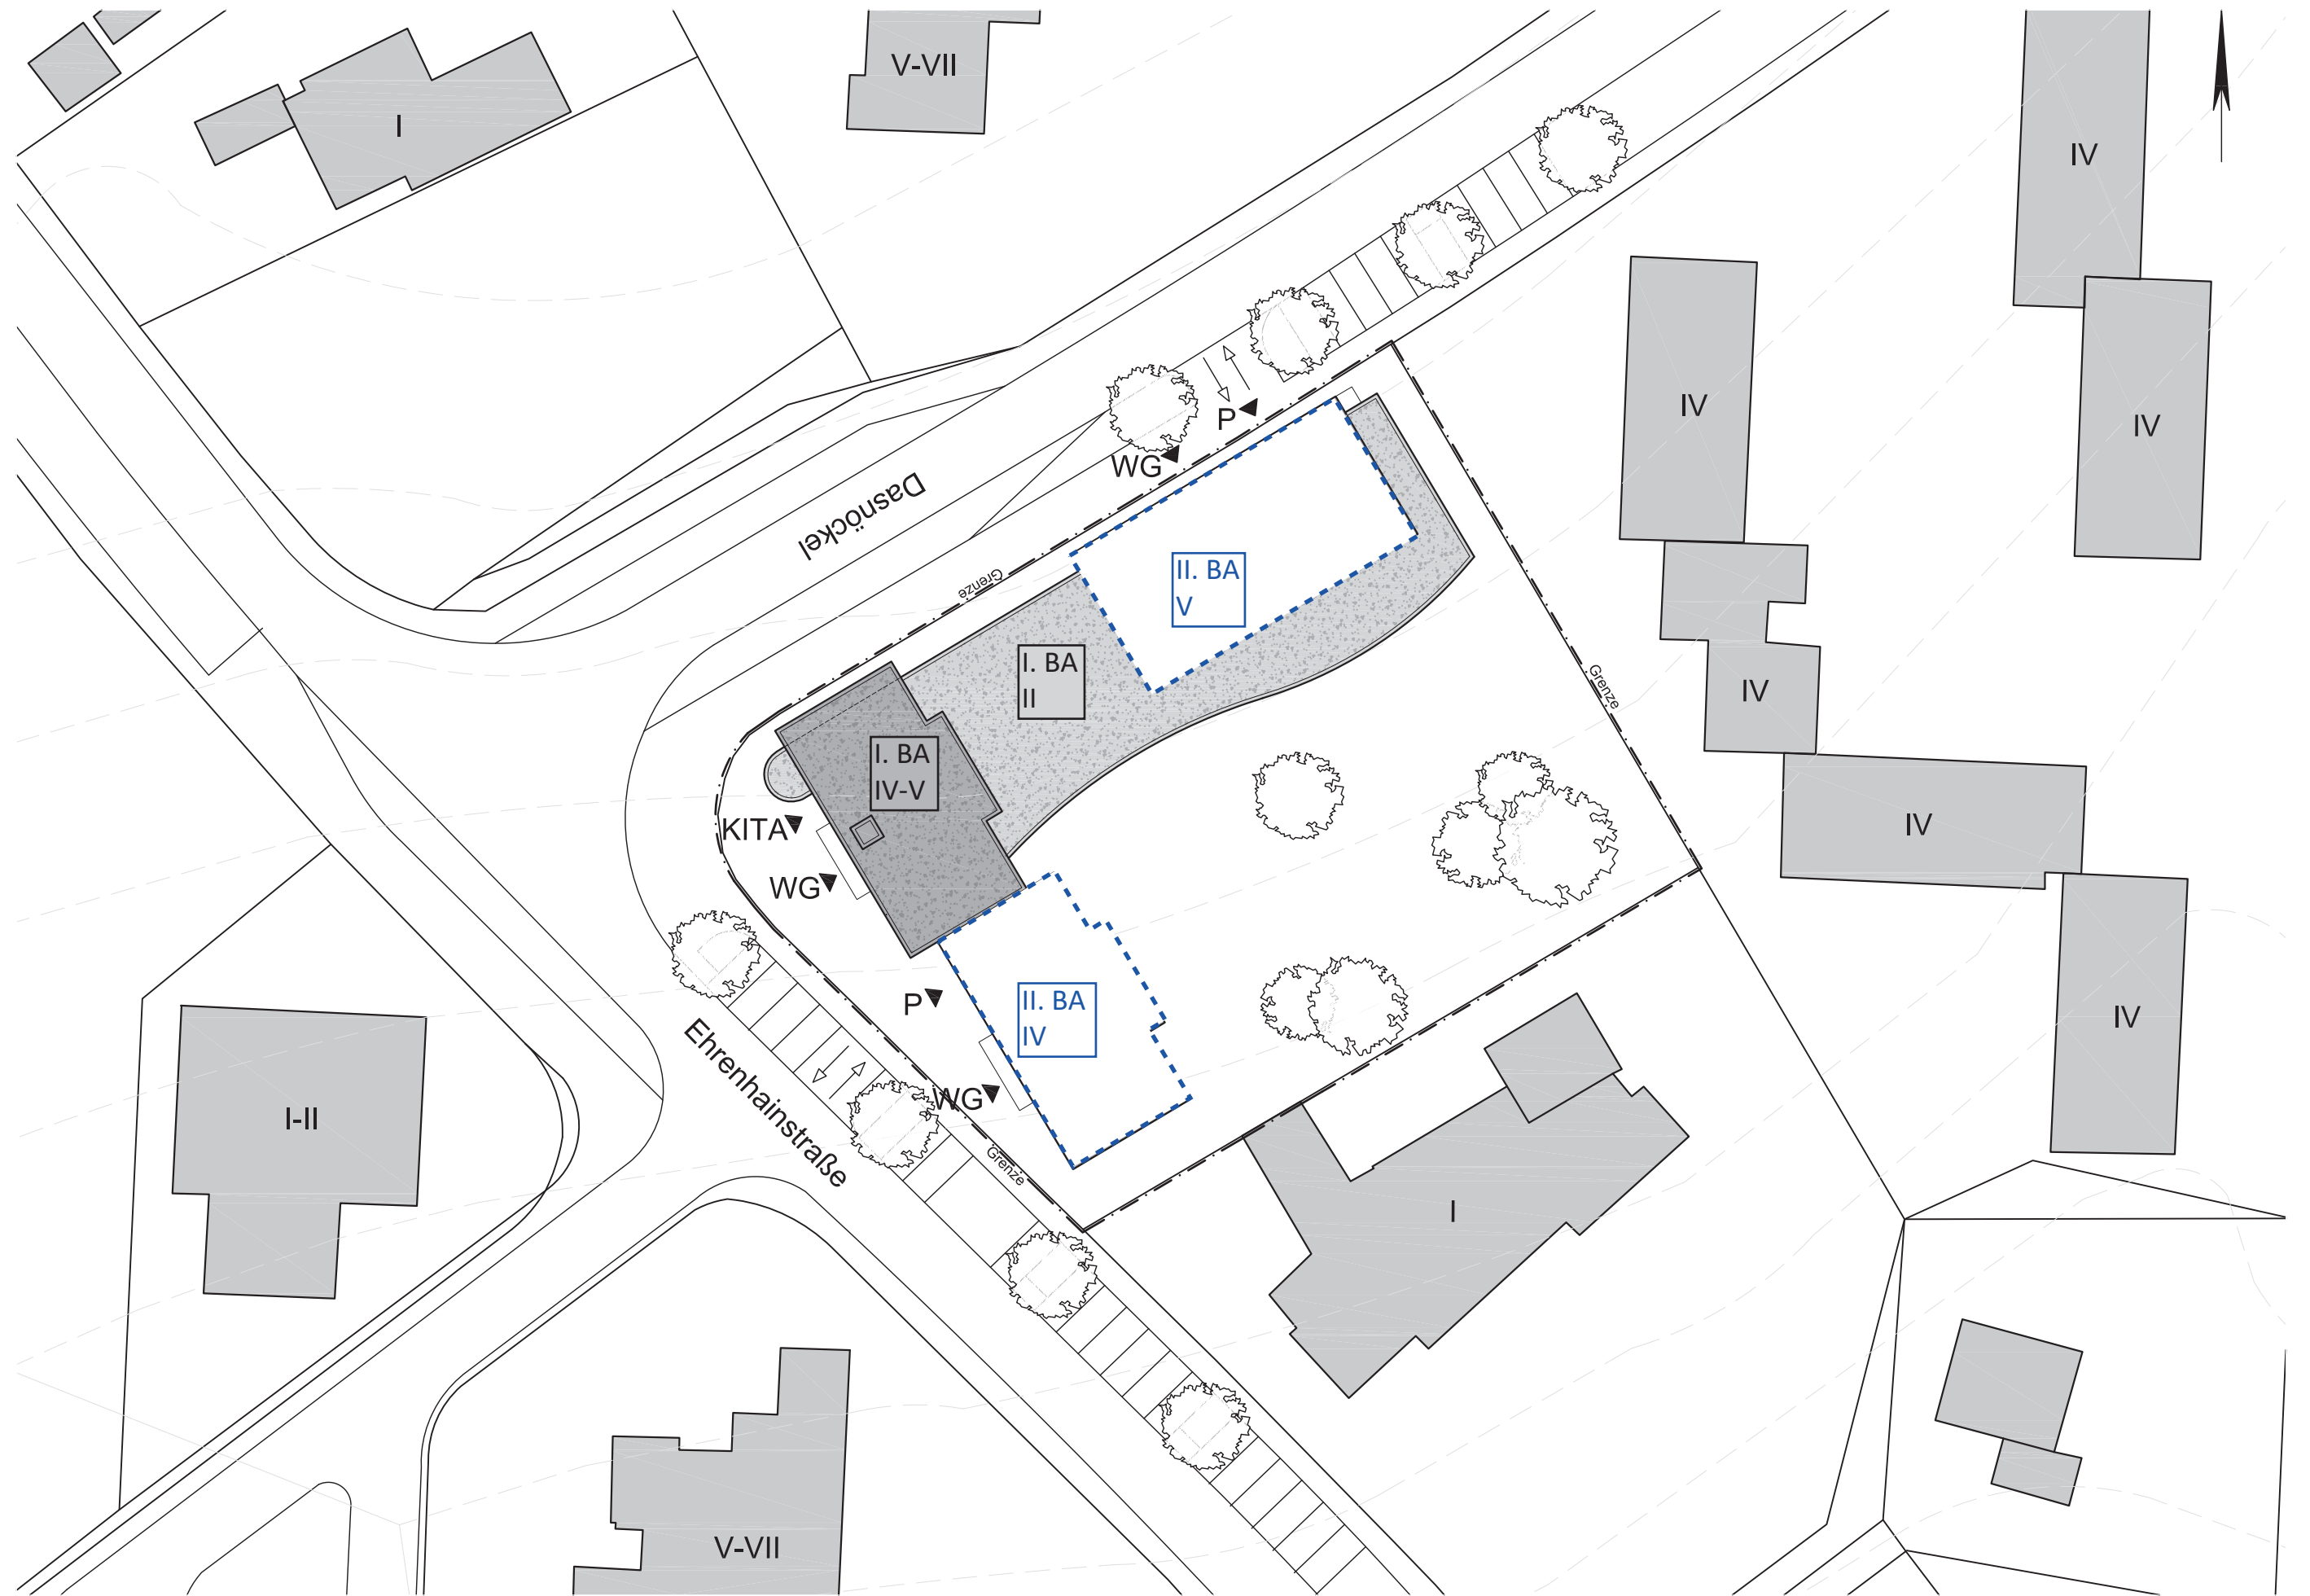 V-VII
I
IV
IV
IV
P
WG
IV
Dasnöckel
Grenze
II. BA
V
I. BA
II
Grenze
IV
I. BA
IV-V
KITA
IV
WG
P
II. BA
IV
IV
Ehrenhainstraße
WG
I-II
Grenze
I
V-VII